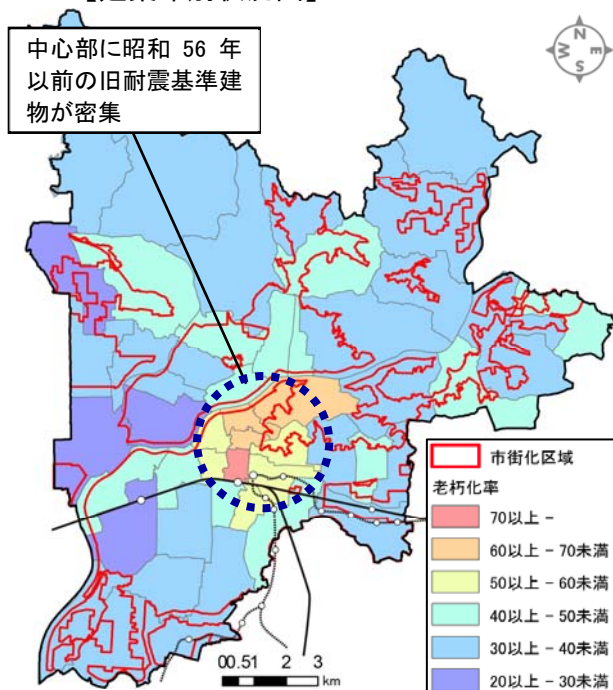 中心部に昭和 56 年
以前の旧耐震基準建
物が密集
N
W
E
S
市街化区域
老朽化率
70以上 -
60以上 - 70未満
50以上 - 60未満
40以上 - 50未満
30以上 - 40未満
20以上 - 30未満
00.51 2 3
km